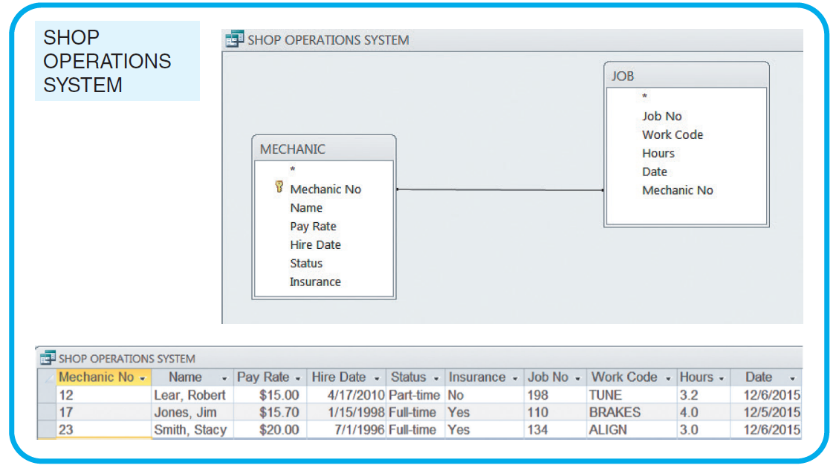 SHOP
OPERATIONS
SYSTEM
SHOP OPERATIONS SYSTEM
JOB
*
Job No
Work Code
Hours
Date
Mechanic No
MECHANIC
*
Mechanic No
Name
Pay Rate
Hire Date
Status
Insurance
SHOP OPERATIONS SYSTEM
Mechanic No Name Pay Rate Hire Date Status Insurance Job No Work Code Hours Date
12 Lear, Robert $15.00 4/17/2010 Part-time No 198 TUNE 3.2 12/6/2015
17 Jones, Jim $15.70 1/15/1998 Full-time Yes 110 BRAKES 4.0 12/5/2015
23 Smith, Stacy $20.00 7/1/1996 Full-time Yes 134 ALIGN 3.0 12/6/2015